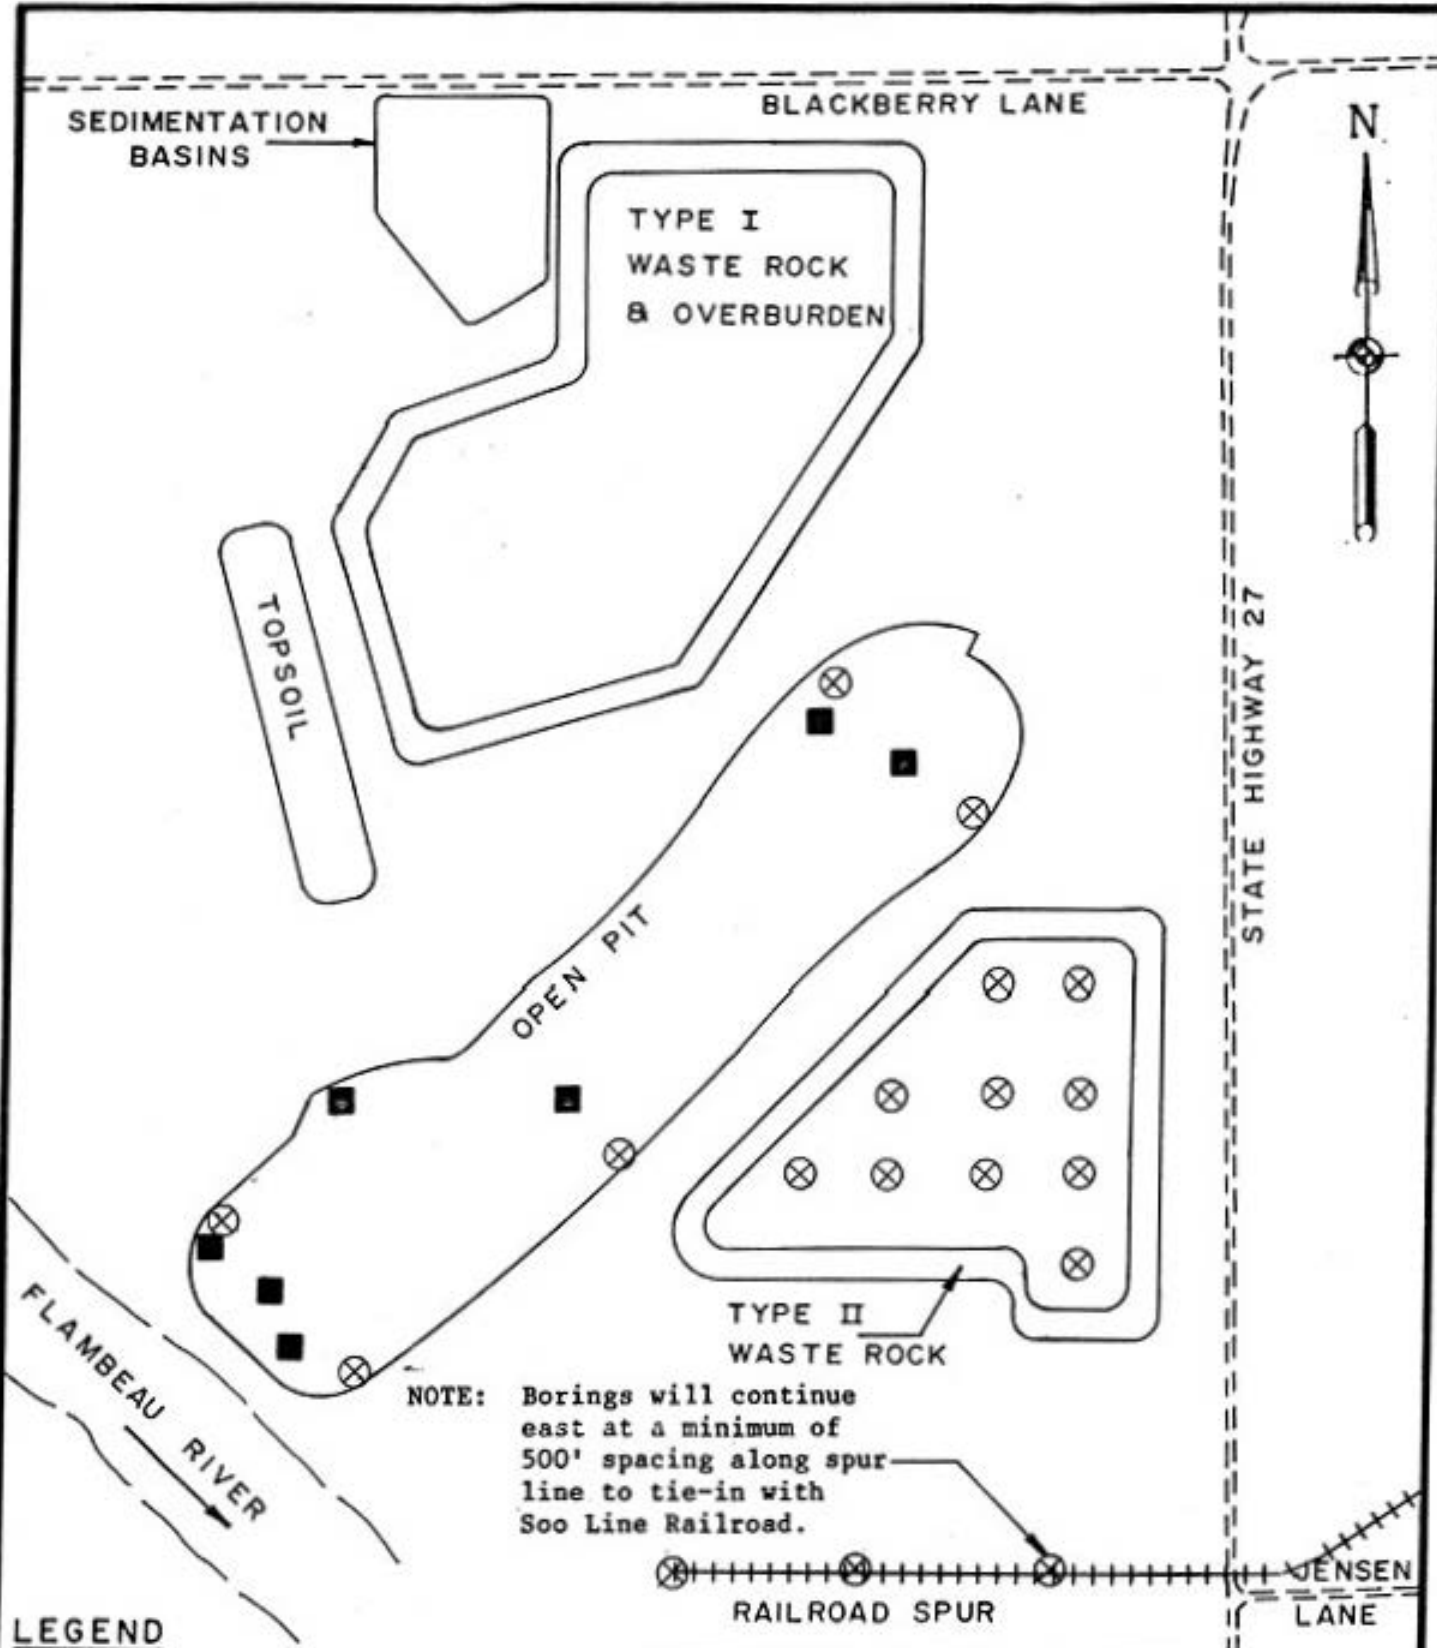 BLACKBERRY LANE
SEDIMENTATION
BASINS
N
TYPE I
WASTE ROCK
& OVERBURDEN
TOPSOIL
STATE HIGHWAY 27
OPEN PIT
TYPE II
WASTE ROCK
FLAMBEAU RIVER
NOTE: Borings will continue
east at a minimum of
500' spacing along spur
line to tie-in with
Soo Line Railroad.
RAILROAD SPUR
JENSEN
LANE
LEGEND